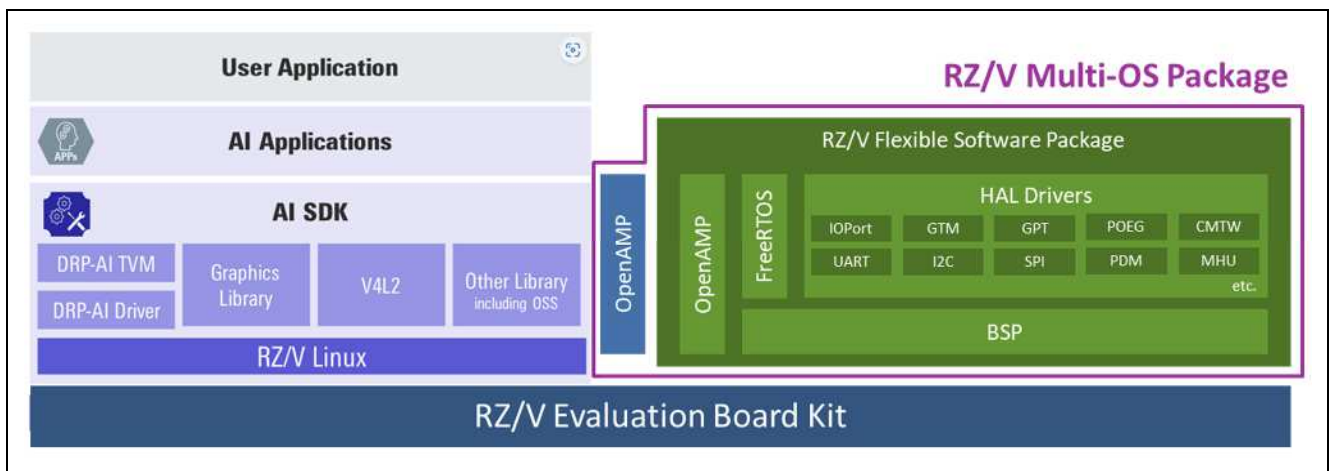 User Application
RZ/V Multi-OS Package
APPs
AI Applications
AI SDK
DRP-AI TVM
DRP-AI Driver
Graphics
Library
V4L2
Other Library
including OSS
RZ/V Linux
OpenAMP
RZ/V Flexible Software Package
OpenAMP
FreeRTOS
HAL Drivers
IOPort GTM GPT POEG CMTW
UART I2C SPI PDM MHU
etc.
BSP
RZ/V Evaluation Board Kit